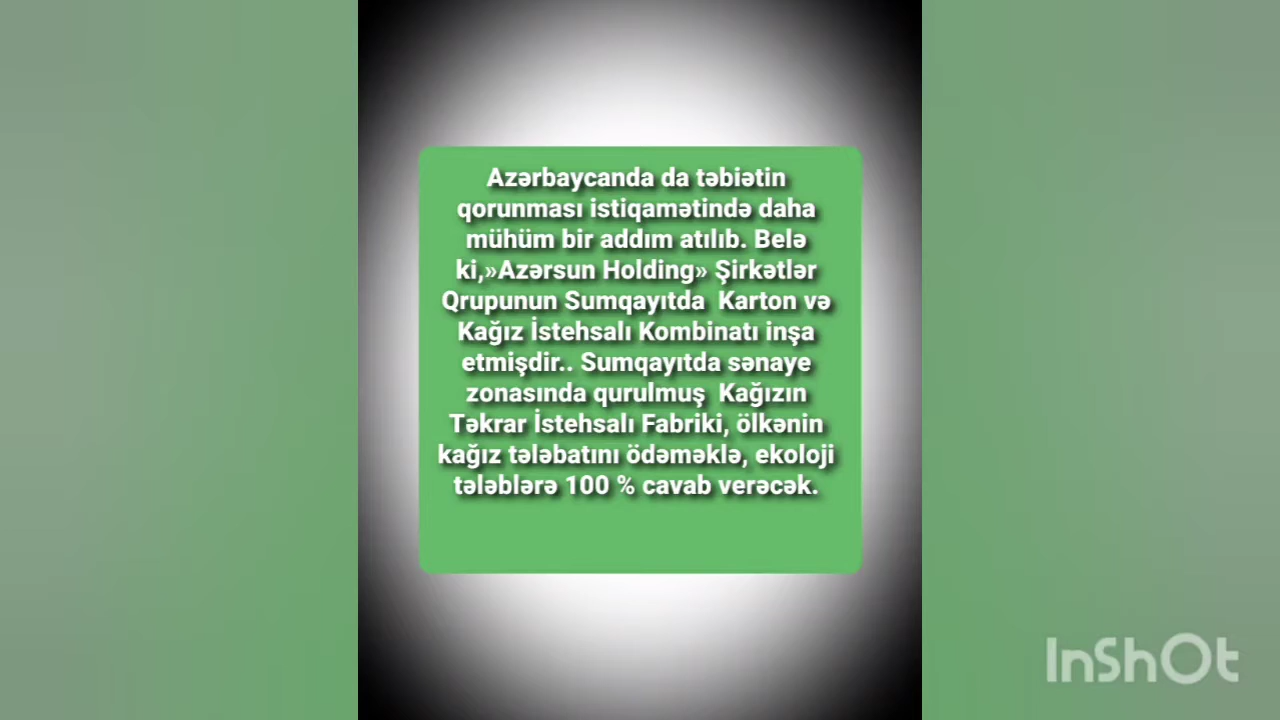 Azərbaycanda da təbiətin
qorunması istiqamətində daha
mühüm bir addım atılıb. Belə
ki,»Azərsun Holding» Şirkətlər
Qrupunun Sumqayıtda  Karton və
Kağız İstehsalı Kombinatı inşa
etmişdir.. Sumqayıtda sənaye
zonasında qurulmuş  Kağızın
Təkrar İstehsalı Fabriki, ölkənin
kağız tələbatını ödəməklə, ekoloji
tələblərə 100 % cavab verəcək.
InShOt